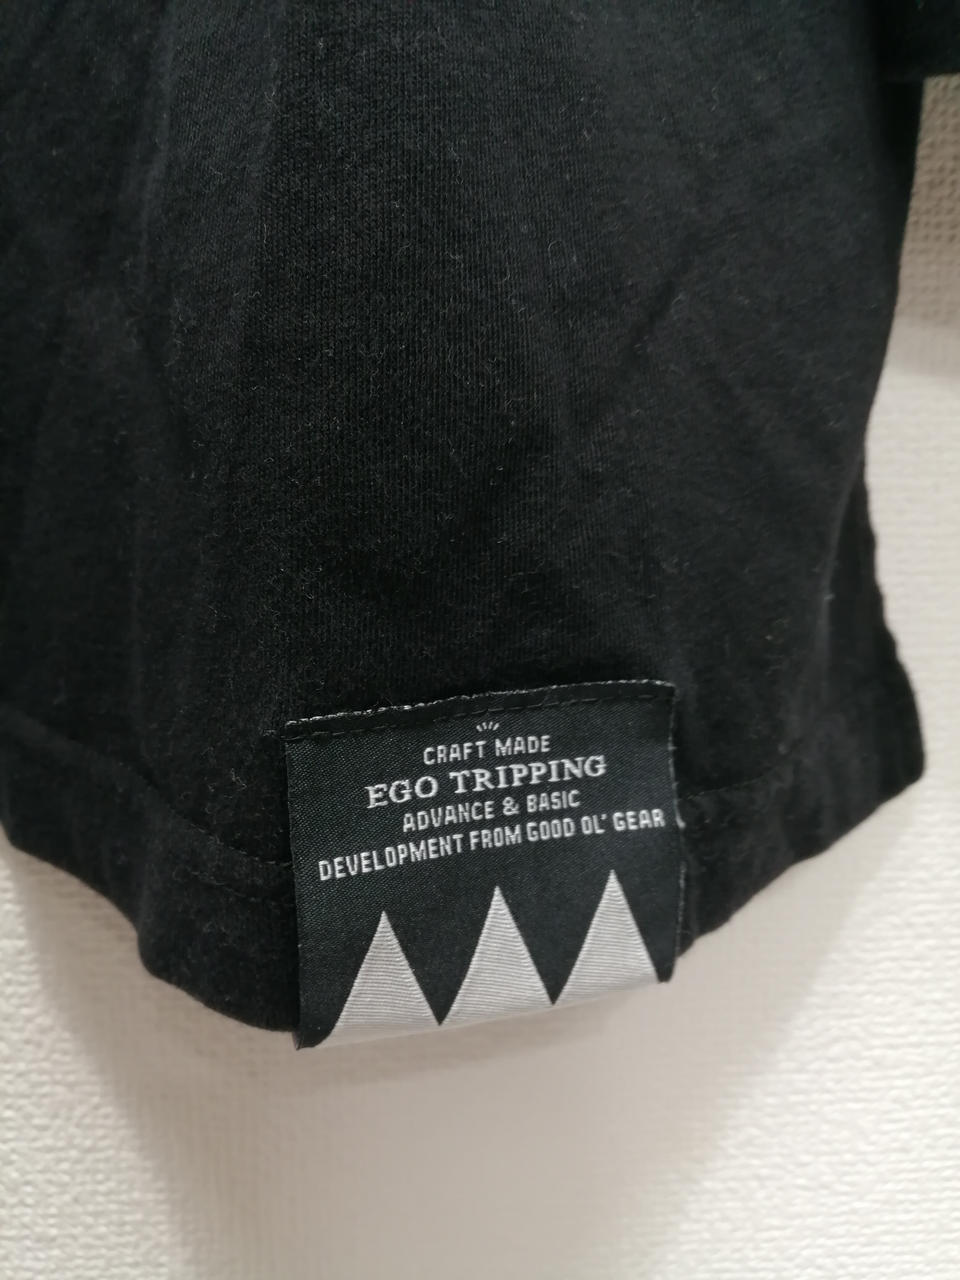 CRAFT MADE
EGO TRIPPING
ADVANCE & BASIC
DEVELOPMENT FROM GOOD OL' GEAR